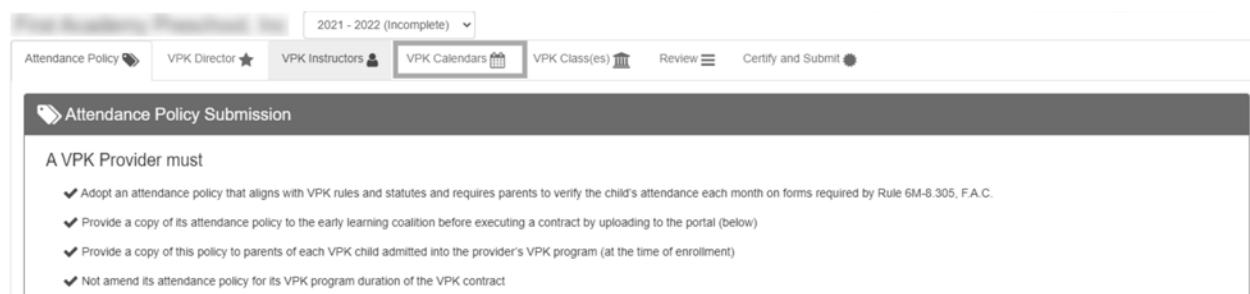 2021 - 2022 (Incomplete)
Attendance Policy VPK Director VPK Instructors VPK Calendars VPK Class(es) Review Certify and Submit
Attendance Policy Submission
A VPK Provider must
Adopt an attendance policy that aligns with VPK rules and statutes and requires parents to verify the child's attendance each month on forms required by Rule 6M-8.305, F.A.C.
Provide a copy of its attendance policy to the early learning coalition before executing a contract by uploading to the portal (below)
Provide a copy of this policy to parents of each VPK child admitted into the provider's VPK program (at the time of enrollment)
Not amend its attendance policy for its VPK program duration of the VPK contract